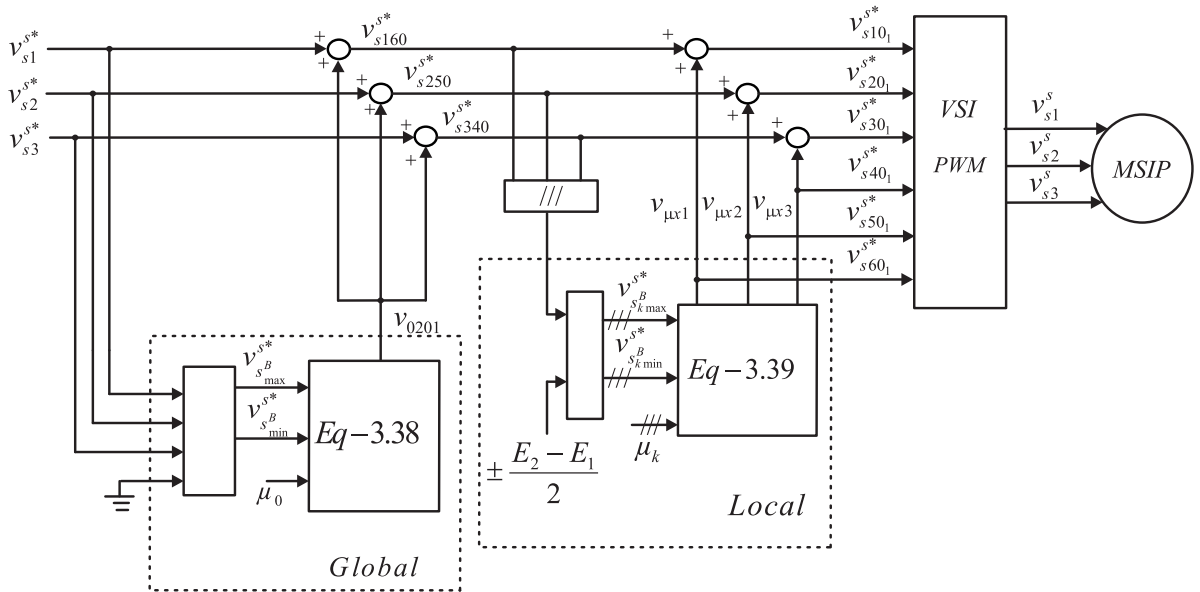 v_{s1}^{s*}
+
+
v_{s160}^{s*}
+
+
v_{s10_1}^{s*}
v_{s2}^{s*}
+
+
v_{s250}^{s*}
+
+
v_{s20_1}^{s*}
v_{s3}^{s*}
+
+
v_{s340}^{s*}
+
+
v_{s30_1}^{s*}
v_{s40_1}^{s*}
v_{s50_1}^{s*}
v_{s60_1}^{s*}
VSI
PWM
v_{s1}^{s}
v_{s2}^{s}
v_{s3}^{s}
MSIP
///
v_{μx1}
v_{μx2}
v_{μx3}
v_{0201}
v_{s_{max}^{B}}^{s*}
v_{s_{min}^{B}}^{s*}
Eq−3.38
μ_0
Global
v_{s_{k max}^{B}}^{s*}
///
v_{s_{k min}^{B}}^{s*}
///
Eq−3.39
///
μ_k
± \frac{E_2 − E_1}{2}
Local